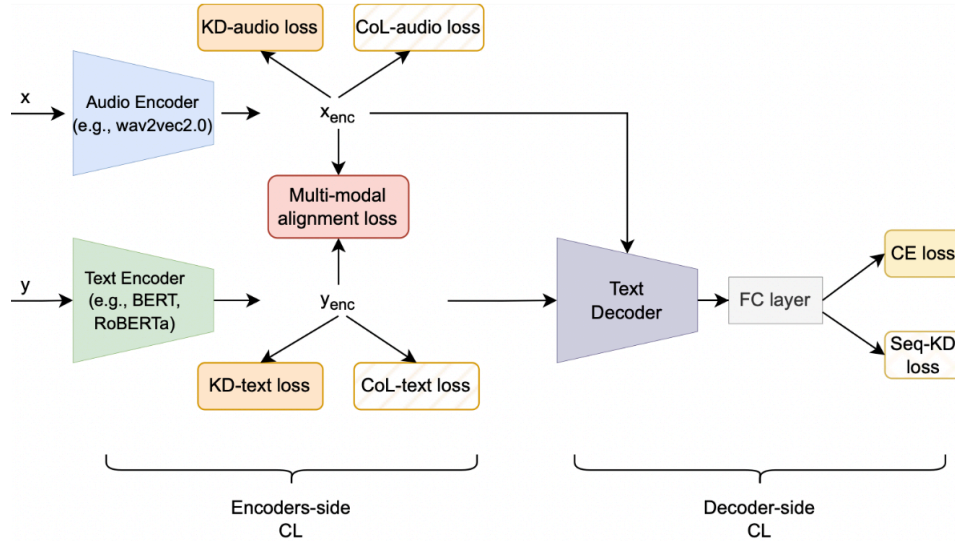 KD-audio loss
CoL-audio loss
x
Audio Encoder
(e.g., wav2vec2.0)
x_enc
Multi-modal
alignment loss
y
Text Encoder
(e.g., BERT,
RoBERTa)
y_enc
Text
Decoder
FC layer
CE loss
Seq-KD
loss
KD-text loss
CoL-text loss
Encoders-side
CL
Decoder-side
CL